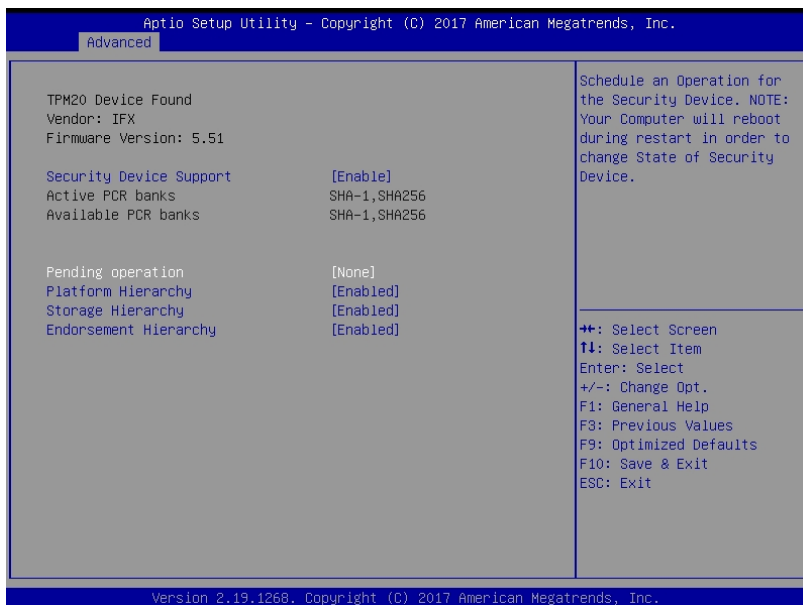 Aptio Setup Utility – Copyright (C) 2017 American Megatrends, Inc.
Advanced
TPM20 Device Found
Vendor: IFX
Firmware Version: 5.51
Security Device Support [Enable]
Active PCR banks SHA-1,SHA256
Available PCR banks SHA-1,SHA256
Pending operation [None]
Platform Hierarchy [Enabled]
Storage Hierarchy [Enabled]
Endorsement Hierarchy [Enabled]
Schedule an Operation for
the Security Device. NOTE:
Your Computer will reboot
during restart in order to
change State of Security
Device.
→←: Select Screen
↑↓: Select Item
Enter: Select
+/-: Change Opt.
F1: General Help
F3: Previous Values
F9: Optimized Defaults
F10: Save & Exit
ESC: Exit
Version 2.19.1268. Copyright (C) 2017 American Megatrends, Inc.